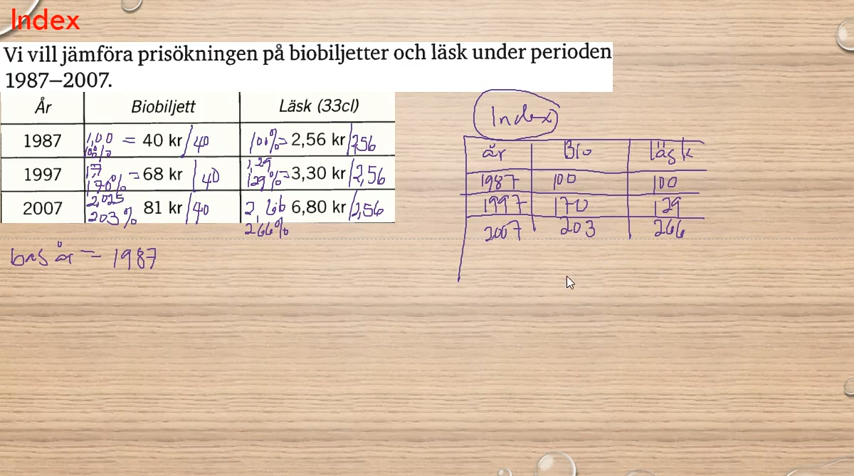 Index
Vi vill jämföra prisökningen på biobiljetter och läsk under perioden
1987–2007.
År Biobiljett Läsk (33cl)
1987 1,00 = 40 kr/40 100% = 2,56 kr/2,56
100%
1997 1,7 = 68 kr/40 1,29 = 3,30 kr/2,56
170% 129%
2007 2,025 81 kr/40 2,66 6,80 kr/2,56
203% 266%
bas år = 1987
Index
år Bio läsk
1987 100 100
1997 170 129
2007 203 266